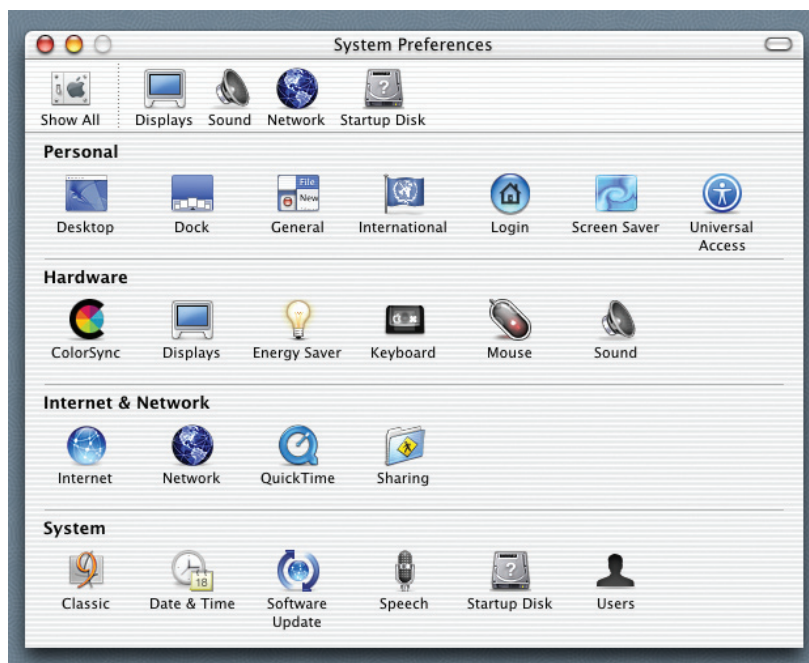 System Preferences
Show All Displays Sound Network Startup Disk
Personal
File
New
Desktop Dock General International Login Screen Saver Universal Access
Hardware
ColorSync Displays Energy Saver Keyboard Mouse Sound
Internet & Network
Internet Network QuickTime Sharing
System
9
18
Classic Date & Time Software Update Speech Startup Disk Users